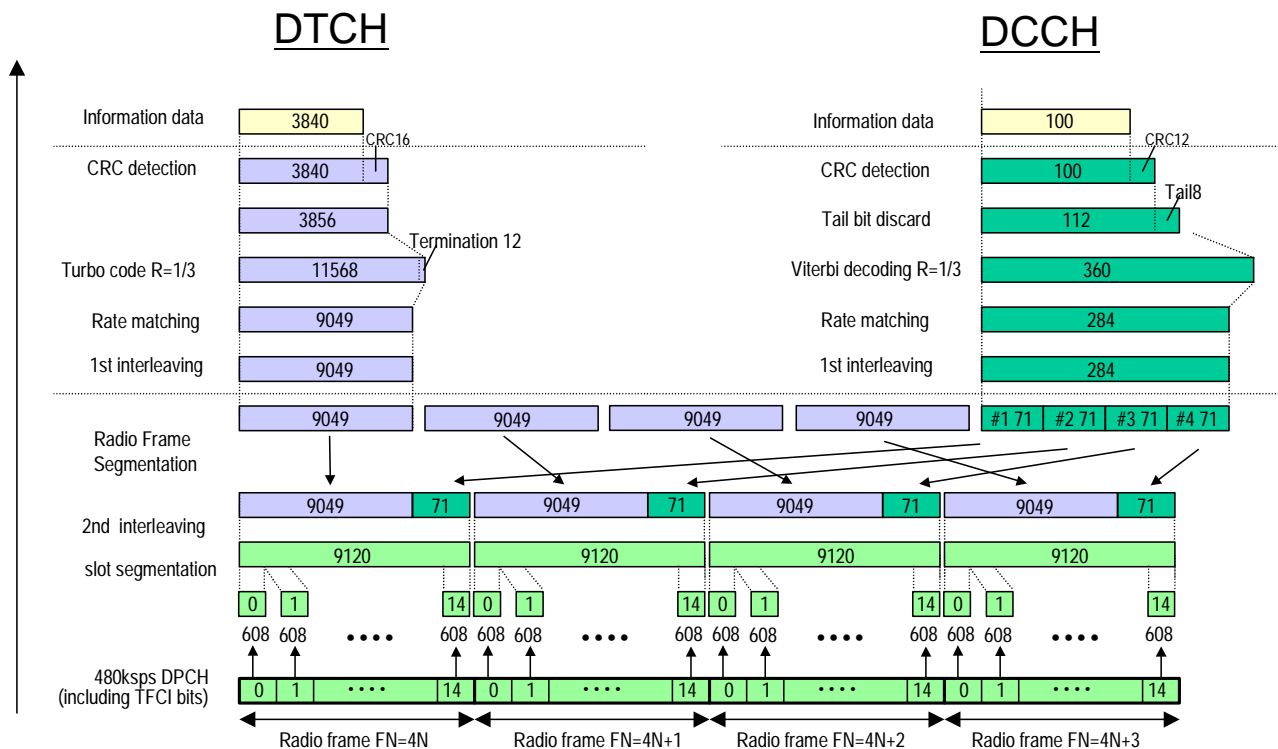 DTCH DCCH
Information data 3840 Information data 100
CRC16 CRC12
CRC detection 3840 CRC detection 100
Tail8
3856 Tail bit discard 112
Termination 12
Turbo code R=1/3 11568 Viterbi decoding R=1/3 360
Rate matching 9049 Rate matching 284
1st interleaving 9049 1st interleaving 284
9049 9049 9049 9049 #1 71 #2 71 #3 71 #4 71
Radio Frame
Segmentation
9049 71 9049 71 9049 71 9049 71
2nd interleaving
9120 9120 9120 9120
slot segmentation
0 1 14 0 1 14 0 1 14 0 1 14
608 608 •••• 608 608 608 •••• 608 608 608 •••• 608 608 608 •••• 608
480ksps DPCH
(including TFCI bits)
0 1 •••• 14 0 1 •••• 14 0 1 •••• 14 0 1 •••• 14
Radio frame FN=4N Radio frame FN=4N+1 Radio frame FN=4N+2 Radio frame FN=4N+3